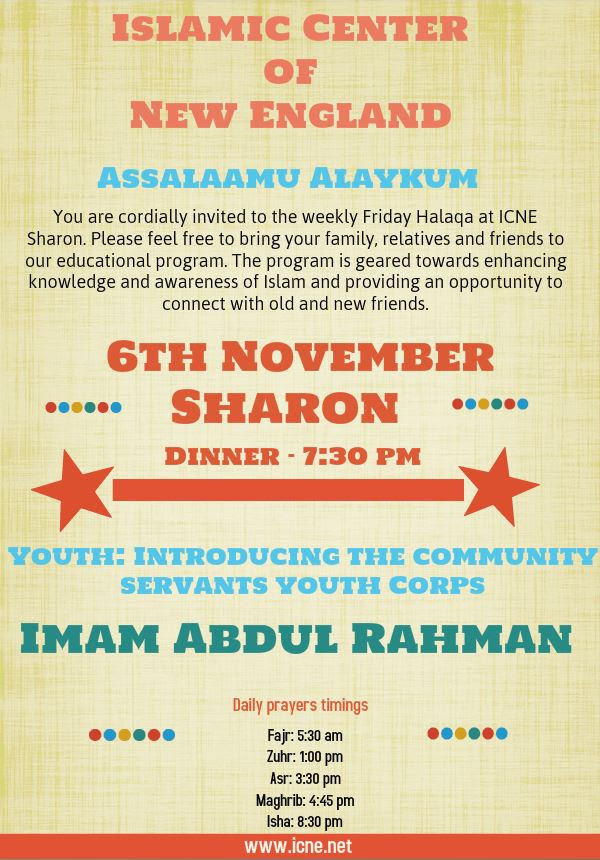 Islamic Center
of
New England
Assalaamu Alaykum
You are cordially invited to the weekly Friday Halaqa at ICNE
Sharon. Please feel free to bring your family, relatives and friends to
our educational program. The program is geared towards enhancing
knowledge and awareness of Islam and providing an opportunity to
connect with old and new friends.
6th November
Sharon
Dinner - 7:30 pm
Youth: Introducing the community
servants youth Corps
Imam Abdul Rahman
Daily prayers timings
Fajr: 5:30 am
Zuhr: 1:00 pm
Asr: 3:30 pm
Maghrib: 4:45 pm
Isha: 8:30 pm
www.icne.net